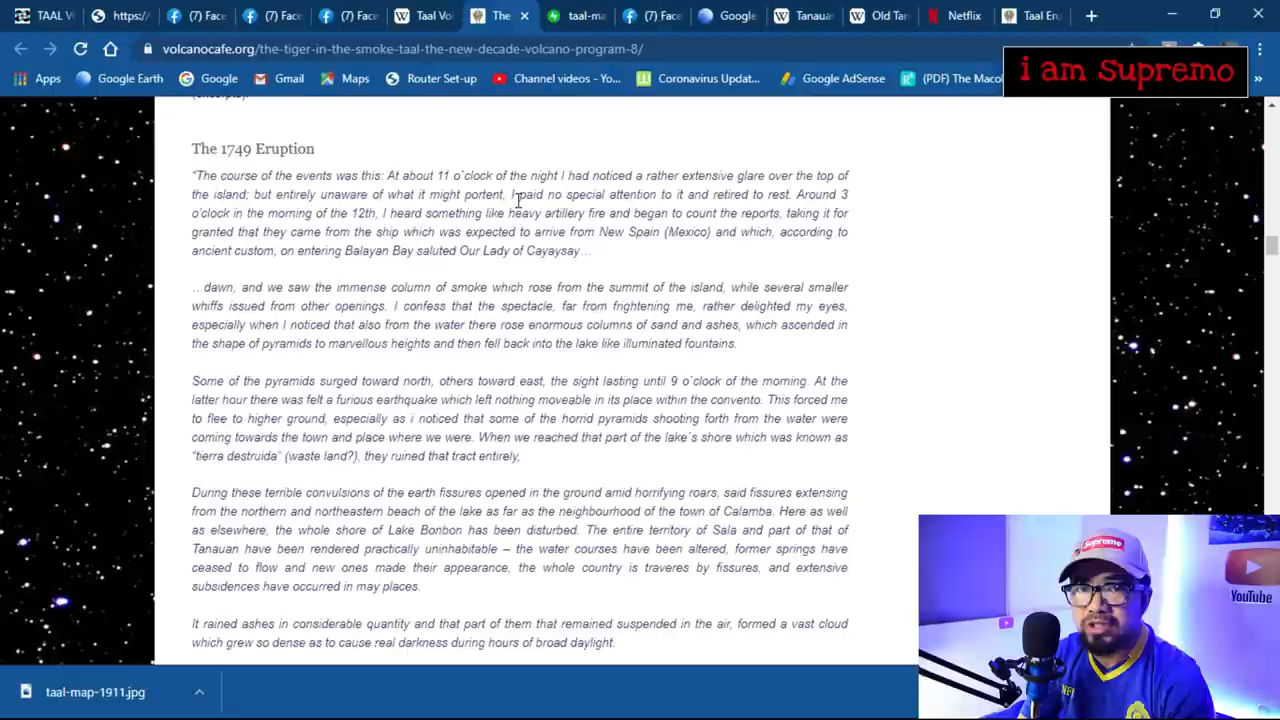 TAAL V
https:/
(7) Face
(7) Face
(7) Face
Taal Vo
The
taal-ma
(7) Face
Google
Tanaua
Old Tar
Netflix
Taal Eru
volcanocafe.org/the-tiger-in-the-smoke-taal-the-new-decade-volcano-program-8/
Apps
Google Earth
Google
Gmail
Maps
Router Set-up
Channel videos - Yo...
Coronavirus Updat...
Google AdSense
(PDF) The Maco
»
i am supremo
The 1749 Eruption
“The course of the events was this: At about 11 o`clock of the night I had noticed a rather extensive glare over the top of
the island; but entirely unaware of what it might portent, I paid no special attention to it and retired to rest. Around 3
o’clock in the morning of the 12th, I heard something like heavy artillery fire and began to count the reports, taking it for
granted that they came from the ship which was expected to arrive from New Spain (Mexico) and which, according to
ancient custom, on entering Balayan Bay saluted Our Lady of Cayaysay…
…dawn, and we saw the immense column of smoke which rose from the summit of the island, while several smaller
whiffs issued from other openings. I confess that the spectacle, far from frightening me, rather delighted my eyes,
especially when I noticed that also from the water there rose enormous columns of sand and ashes, which ascended in
the shape of pyramids to marvellous heights and then fell back into the lake like illuminated fountains.
Some of the pyramids surged toward north, others toward east, the sight lasting until 9 o`clock of the morning. At the
latter hour there was felt a furious earthquake which left nothing moveable in its place within the convento. This forced me
to flee to higher ground, especially as i noticed that some of the horrid pyramids shooting forth from the water were
coming towards the town and place where we were. When we reached that part of the lake`s shore which was known as
“tierra destruida” (waste land?), they ruined that tract entirely,
During these terrible convulsions of the earth fissures opened in the ground amid horrifying roars, said fissures extensing
from the northern and northeastern beach of the lake as far as the neighbourhood of the town of Calamba. Here as well
as elsewhere, the whole shore of Lake Bonbon has been disturbed. The entire territory of Sala and part of that of
Tanauan have been rendered practically uninhabitable – the water courses have been altered, former springs have
ceased to flow and new ones made their appearance, the whole country is traveres by fissures, and extensive
subsidences have occurred in may places.
It rained ashes in considerable quantity and that part of them that remained suspended in the air, formed a vast cloud
which grew so dense as to cause real darkness during hours of broad daylight.
Supreme
YouTube
taal-map-1911.jpg